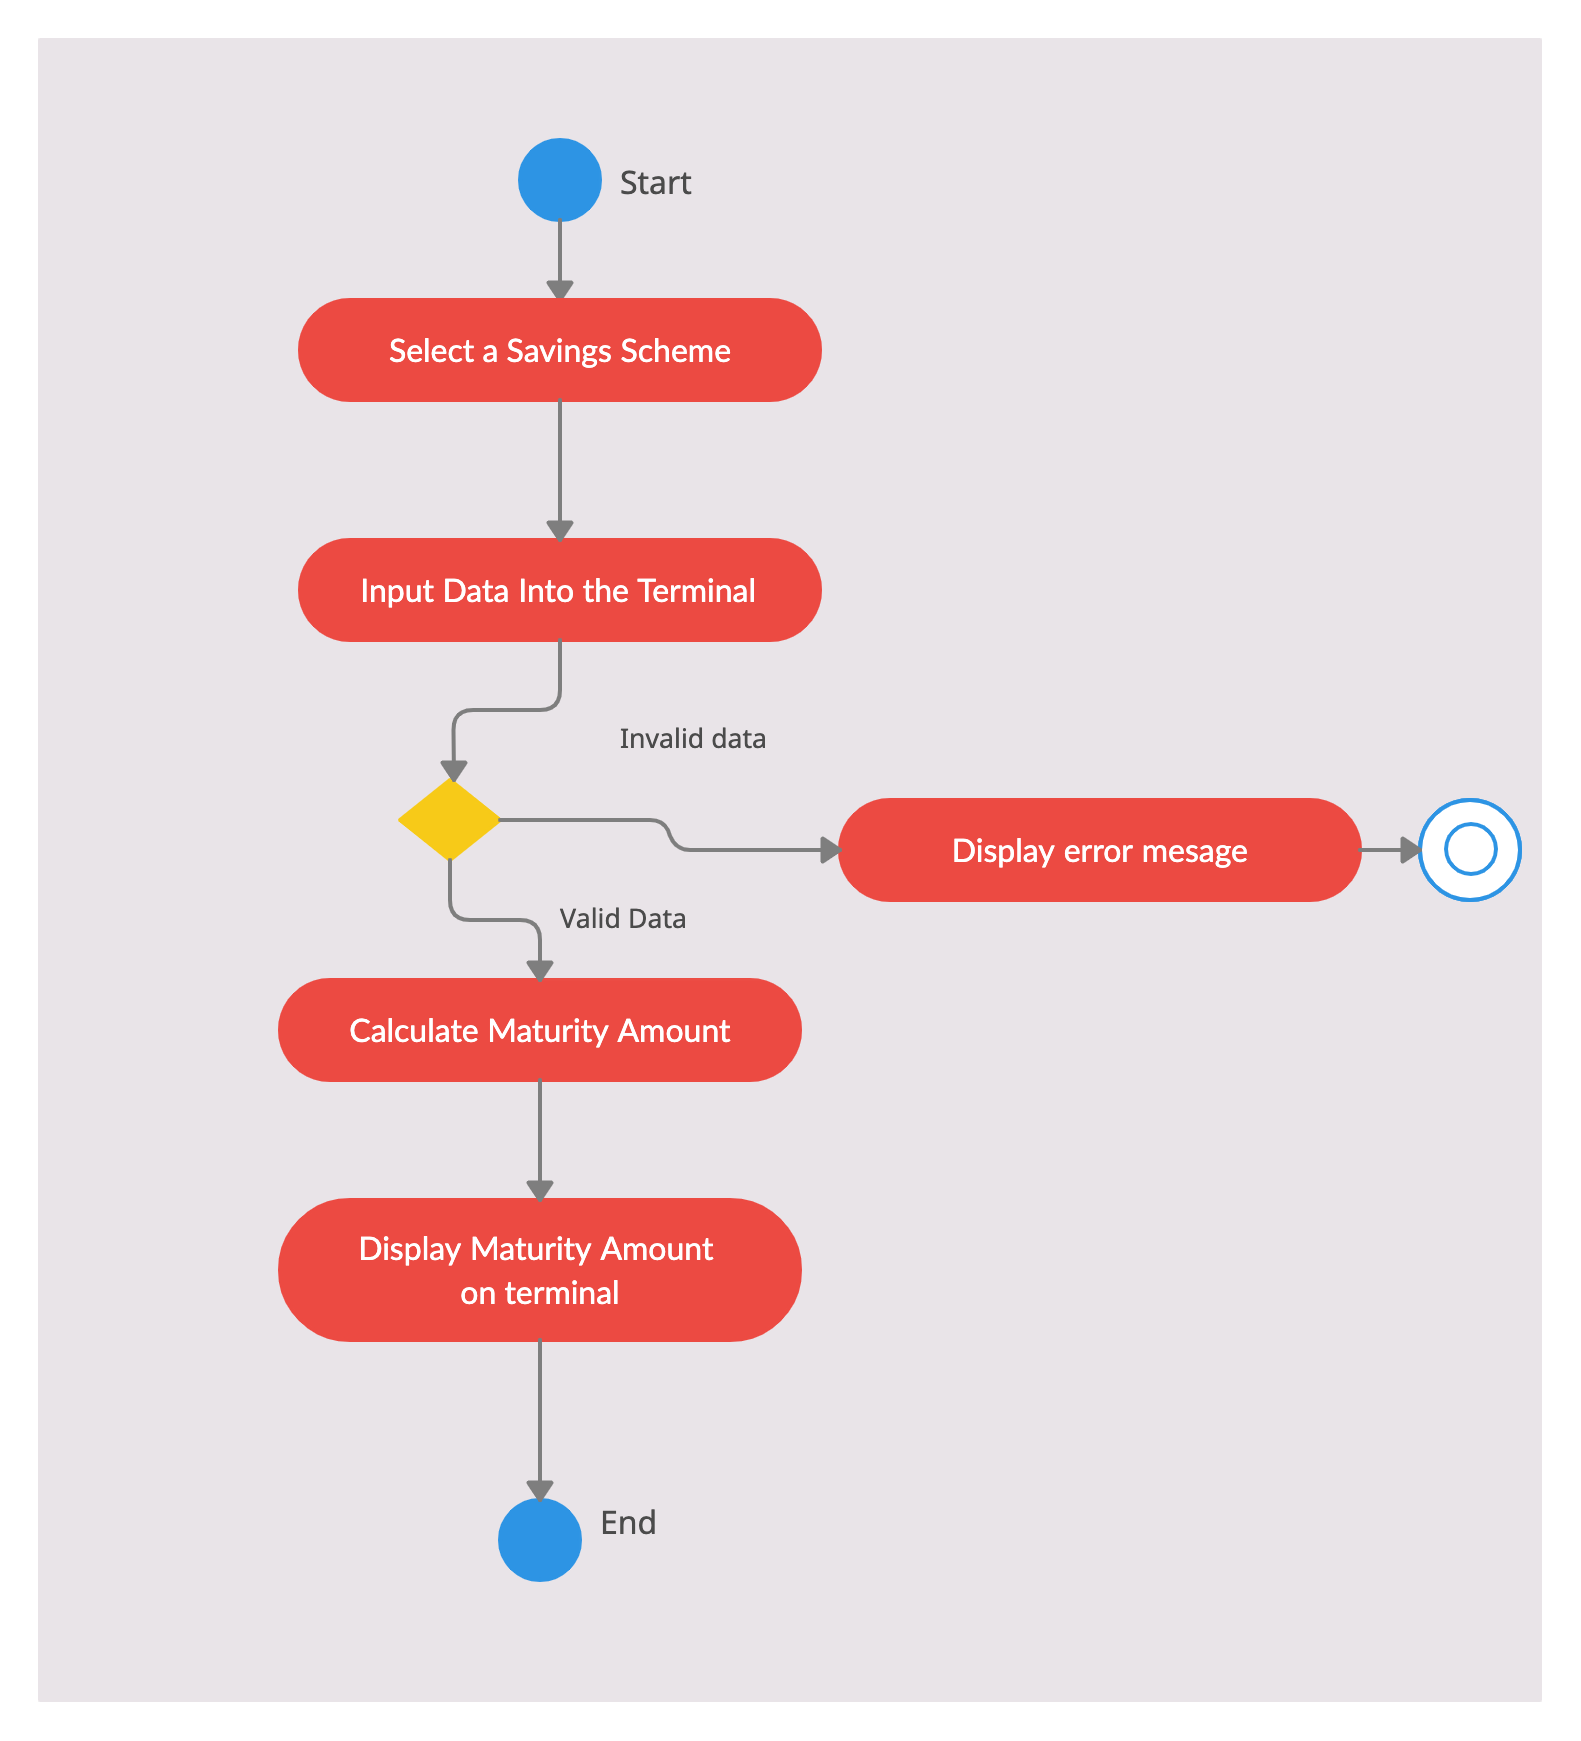 Start
Select a Savings Scheme
Input Data Into the Terminal
Invalid data
Display error mesage
Valid Data
Calculate Maturity Amount
Display Maturity Amount
on terminal
End